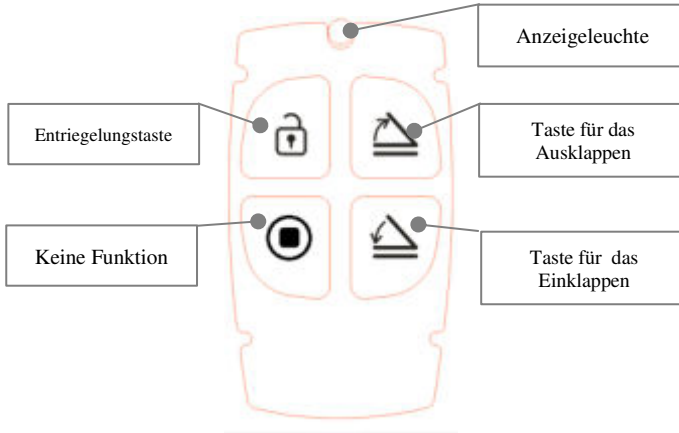 Anzeigeleuchte
Entriegelungstaste
Taste für das
Ausklappen
Keine Funktion
Taste für das
Einklappen